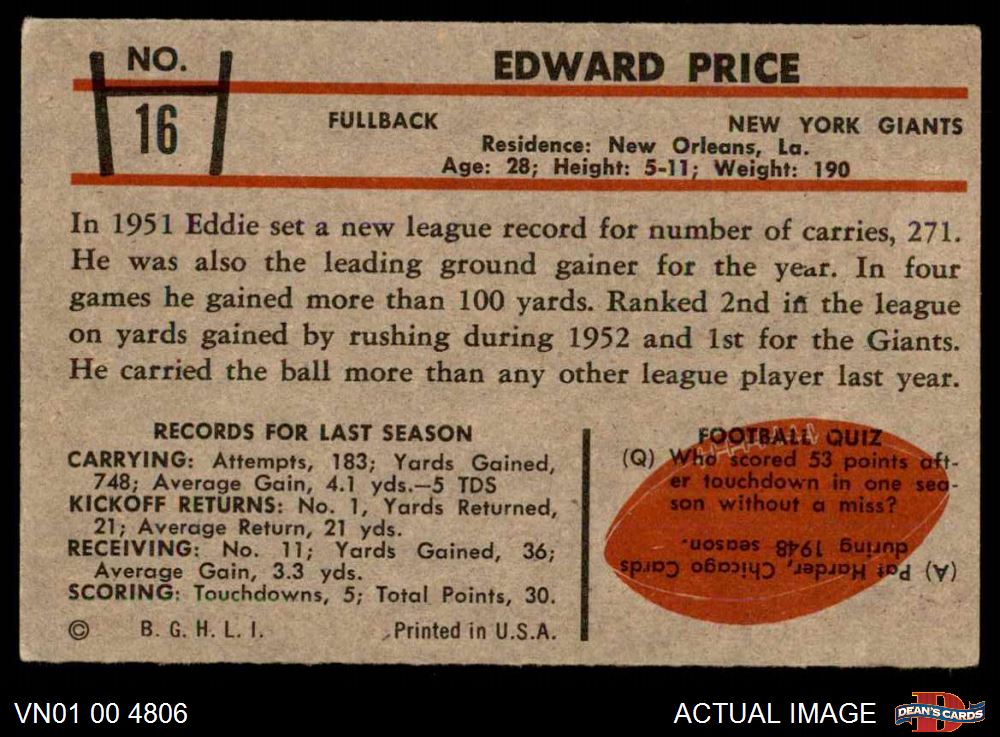 NO.
16
EDWARD PRICE
FULLBACK
NEW YORK GIANTS
Residence: New Orleans, La.
Age: 28; Height: 5-11; Weight: 190
In 1951 Eddie set a new league record for number of carries, 271.
He was also the leading ground gainer for the year. In four
games he gained more than 100 yards. Ranked 2nd in the league
on yards gained by rushing during 1952 and 1st for the Giants.
He carried the ball more than any other league player last year.
RECORDS FOR LAST SEASON
CARRYING: Attempts, 183; Yards Gained,
748; Average Gain, 4.1 yds.—5 TDS
KICKOFF RETURNS: No. 1, Yards Returned,
21; Average Return, 21 yds.
RECEIVING: No. 11; Yards Gained, 36;
Average Gain, 3.3 yds.
SCORING: Touchdowns, 5; Total Points, 30.
© B. G. H. L. I. Printed in U.S.A.
FOOTBALL QUIZ
(Q) Who scored 53 points aft-
er touchdown in one sea-
son without a miss?
(A) Pat Harder, Chicago Cards
during 1948 season.
VN01 00 4806
ACTUAL IMAGE
DEAN'S CARDS